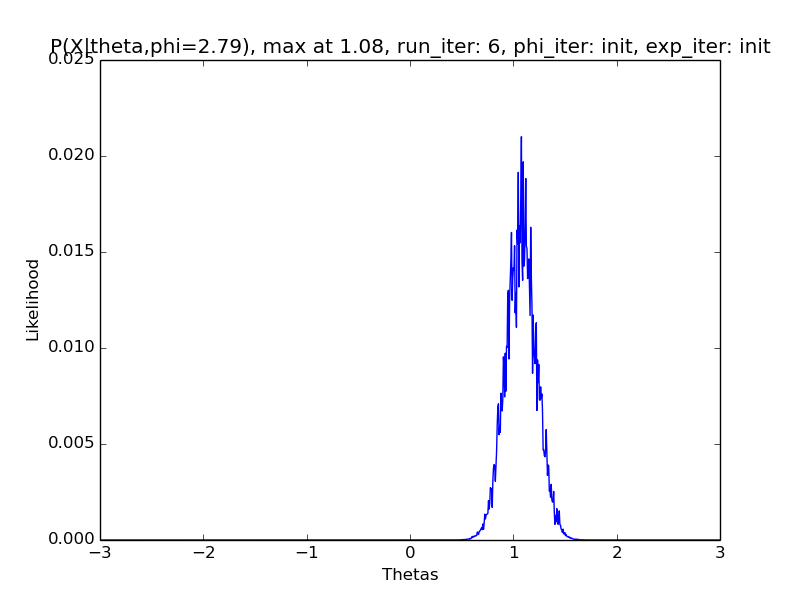 P(X|theta,phi=2.79), max at 1.08, run_iter: 6, phi_iter: init, exp_iter: init
0.025
0.020
0.015
0.010
0.005
0.000
Likelihood
−3 −2 −1 0 1 2 3
Thetas